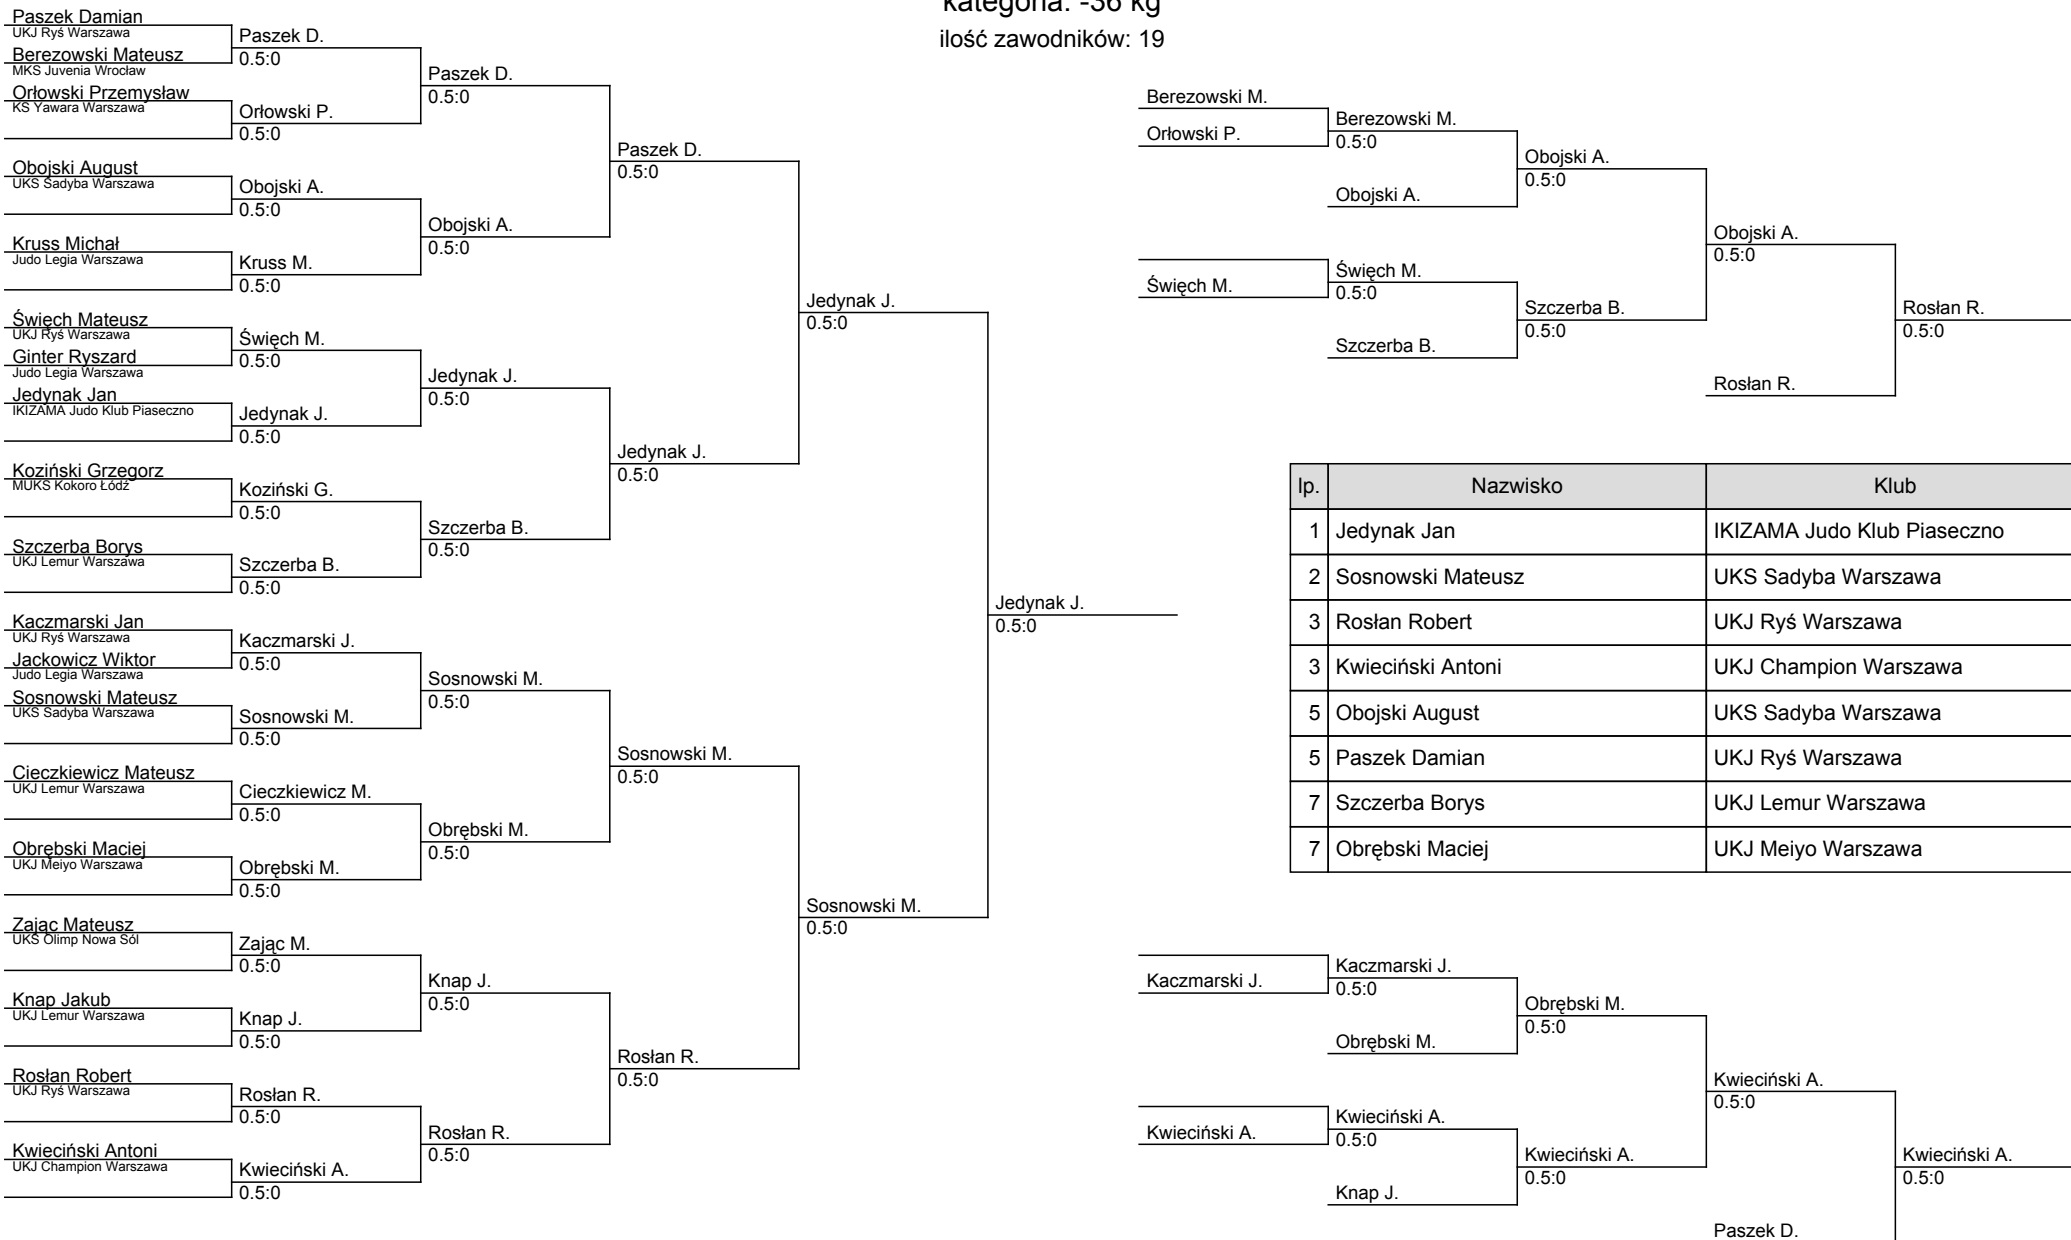 kategoria: -36 kg
ilość zawodników: 19
Paszek Damian
UKJ Ryś Warszawa
Berezowski Mateusz
MKS Juvenia Wrocław
Orłowski Przemysław
KS Yawara Warszawa
Obojski August
UKS Sadyba Warszawa
Kruss Michał
Judo Legia Warszawa
Święch Mateusz
UKJ Ryś Warszawa
Ginter Ryszard
Judo Legia Warszawa
Jedynak Jan
IKIZAMA Judo Klub Piaseczno
Koziński Grzegorz
MUKS Kokoro Łódź
Szczerba Borys
UKJ Lemur Warszawa
Kaczmarski Jan
UKJ Ryś Warszawa
Jackowicz Wiktor
Judo Legia Warszawa
Sosnowski Mateusz
UKS Sadyba Warszawa
Cieczkiewicz Mateusz
UKJ Lemur Warszawa
Obrębski Maciej
UKJ Meiyo Warszawa
Zając Mateusz
UKS Olimp Nowa Sól
Knap Jakub
UKJ Lemur Warszawa
Rosłan Robert
UKJ Ryś Warszawa
Kwieciński Antoni
UKJ Champion Warszawa
Paszek D.
0.5:0
Orłowski P.
0.5:0
Obojski A.
0.5:0
Kruss M.
0.5:0
Święch M.
0.5:0
Jedynak J.
0.5:0
Koziński G.
0.5:0
Szczerba B.
0.5:0
Kaczmarski J.
0.5:0
Sosnowski M.
0.5:0
Cieczkiewicz M.
0.5:0
Obrębski M.
0.5:0
Zając M.
0.5:0
Knap J.
0.5:0
Rosłan R.
0.5:0
Kwieciński A.
0.5:0
Paszek D.
0.5:0
Obojski A.
0.5:0
Jedynak J.
0.5:0
Szczerba B.
0.5:0
Sosnowski M.
0.5:0
Obrębski M.
0.5:0
Knap J.
0.5:0
Rosłan R.
0.5:0
Paszek D.
0.5:0
Jedynak J.
0.5:0
Sosnowski M.
0.5:0
Rosłan R.
0.5:0
Jedynak J.
0.5:0
Sosnowski M.
0.5:0
Jedynak J.
0.5:0
Berezowski M.
Orłowski P.
Święch M.
Berezowski M.
0.5:0
Obojski A.
Święch M.
0.5:0
Szczerba B.
Obojski A.
0.5:0
Szczerba B.
0.5:0
Obojski A.
0.5:0
Rosłan R.
Rosłan R.
0.5:0
lp. Nazwisko Klub
1 Jedynak Jan IKIZAMA Judo Klub Piaseczno
2 Sosnowski Mateusz UKS Sadyba Warszawa
3 Rosłan Robert UKJ Ryś Warszawa
3 Kwieciński Antoni UKJ Champion Warszawa
5 Obojski August UKS Sadyba Warszawa
5 Paszek Damian UKJ Ryś Warszawa
7 Szczerba Borys UKJ Lemur Warszawa
7 Obrębski Maciej UKJ Meiyo Warszawa
Kaczmarski J.
Kwieciński A.
Kaczmarski J.
0.5:0
Obrębski M.
Kwieciński A.
0.5:0
Knap J.
Obrębski M.
0.5:0
Kwieciński A.
0.5:0
Kwieciński A.
0.5:0
Paszek D.
Kwieciński A.
0.5:0